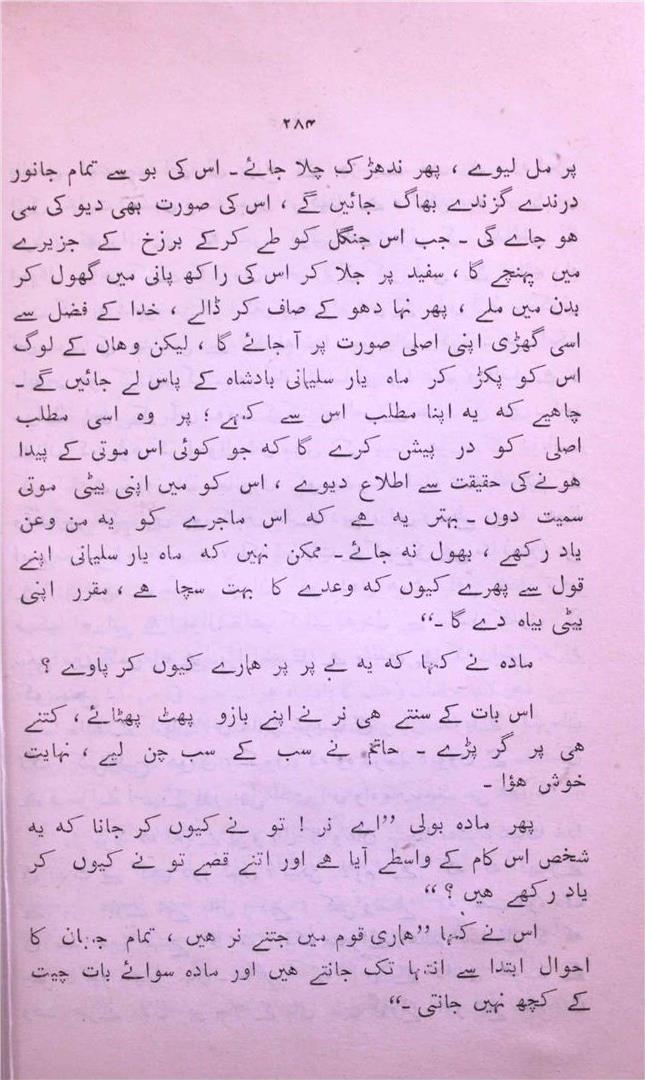 ۲۸۴
پر مل لیوے ، پھر ندھڑک چلا جائے ۔ اس کی بو سے تمام جانور
درندے گزندے بھاگ جائیں گے ، اس کی صورت بھی دیو کی سی
ہو جاے گی ۔ جب اس جنگل کو طے کرکے برزخ کے جزیرے
میں پہنچے گا ، سفید پر جلا کر اس کی راکھ پانی میں گھول کر
بدن میں ملے ، پھر نہا دھو کے صاف کر ڈالے ، خدا کے فضل سے
اسی گھڑی اپنی اصلی صورت پر آ جائے گا ، لیکن وہاں کے لوگ
اس کو پکڑ کر ماہ یار سلیمانی بادشاہ کے پاس لے جائیں گے ۔
چاہیے کہ یہ اپنا مطلب اس سے کہے ؛ پر وہ اسی مطلب
اصلی کو در پیش کرے گا کہ جو کوئی اس موتی کے پیدا
ہونے کی حقیقت سے اطلاع دیوے ، اس کو میں اپنی بیٹی موتی
سمیت دوں ۔ بہتر یہ ہے کہ اس ماجرے کو یہ من وعن
یاد رکھے ، بھول نہ جائے ۔ ممکن نہیں کہ ماہ یار سلیمانی اپنے
قول سے پھرے کیوں کہ وعدے کا بہت سچا ہے ، مقرر اپنی
بیٹی بیاہ دے گا ۔“
مادہ نے کہا کہ یہ بے پر پر ہمارے کیوں کر پاوے ؟
اس بات کے سنتے ہی نر نے اپنے بازو پھٹ پھٹائے ، کتنے
ہی پر گر پڑے ۔ حاتم نے سب کے سب چن لیے ، نہایت
خوش ہؤا ۔
پھر مادہ بولی ”اے نر ! تو نے کیوں کر جانا کہ یہ
شخص اس کام کے واسطے آیا ہے اور اتنے قصے تو نے کیوں کر
یاد رکھے ہیں ؟“
اس نے کہا ”ہماری قوم میں جتنے نر ہیں ، تمام جہان کا
احوال ابتدا سے انتہا تک جانتے ہیں اور مادہ سوائے بات چیت
کے کچھ نہیں جانتی ۔“